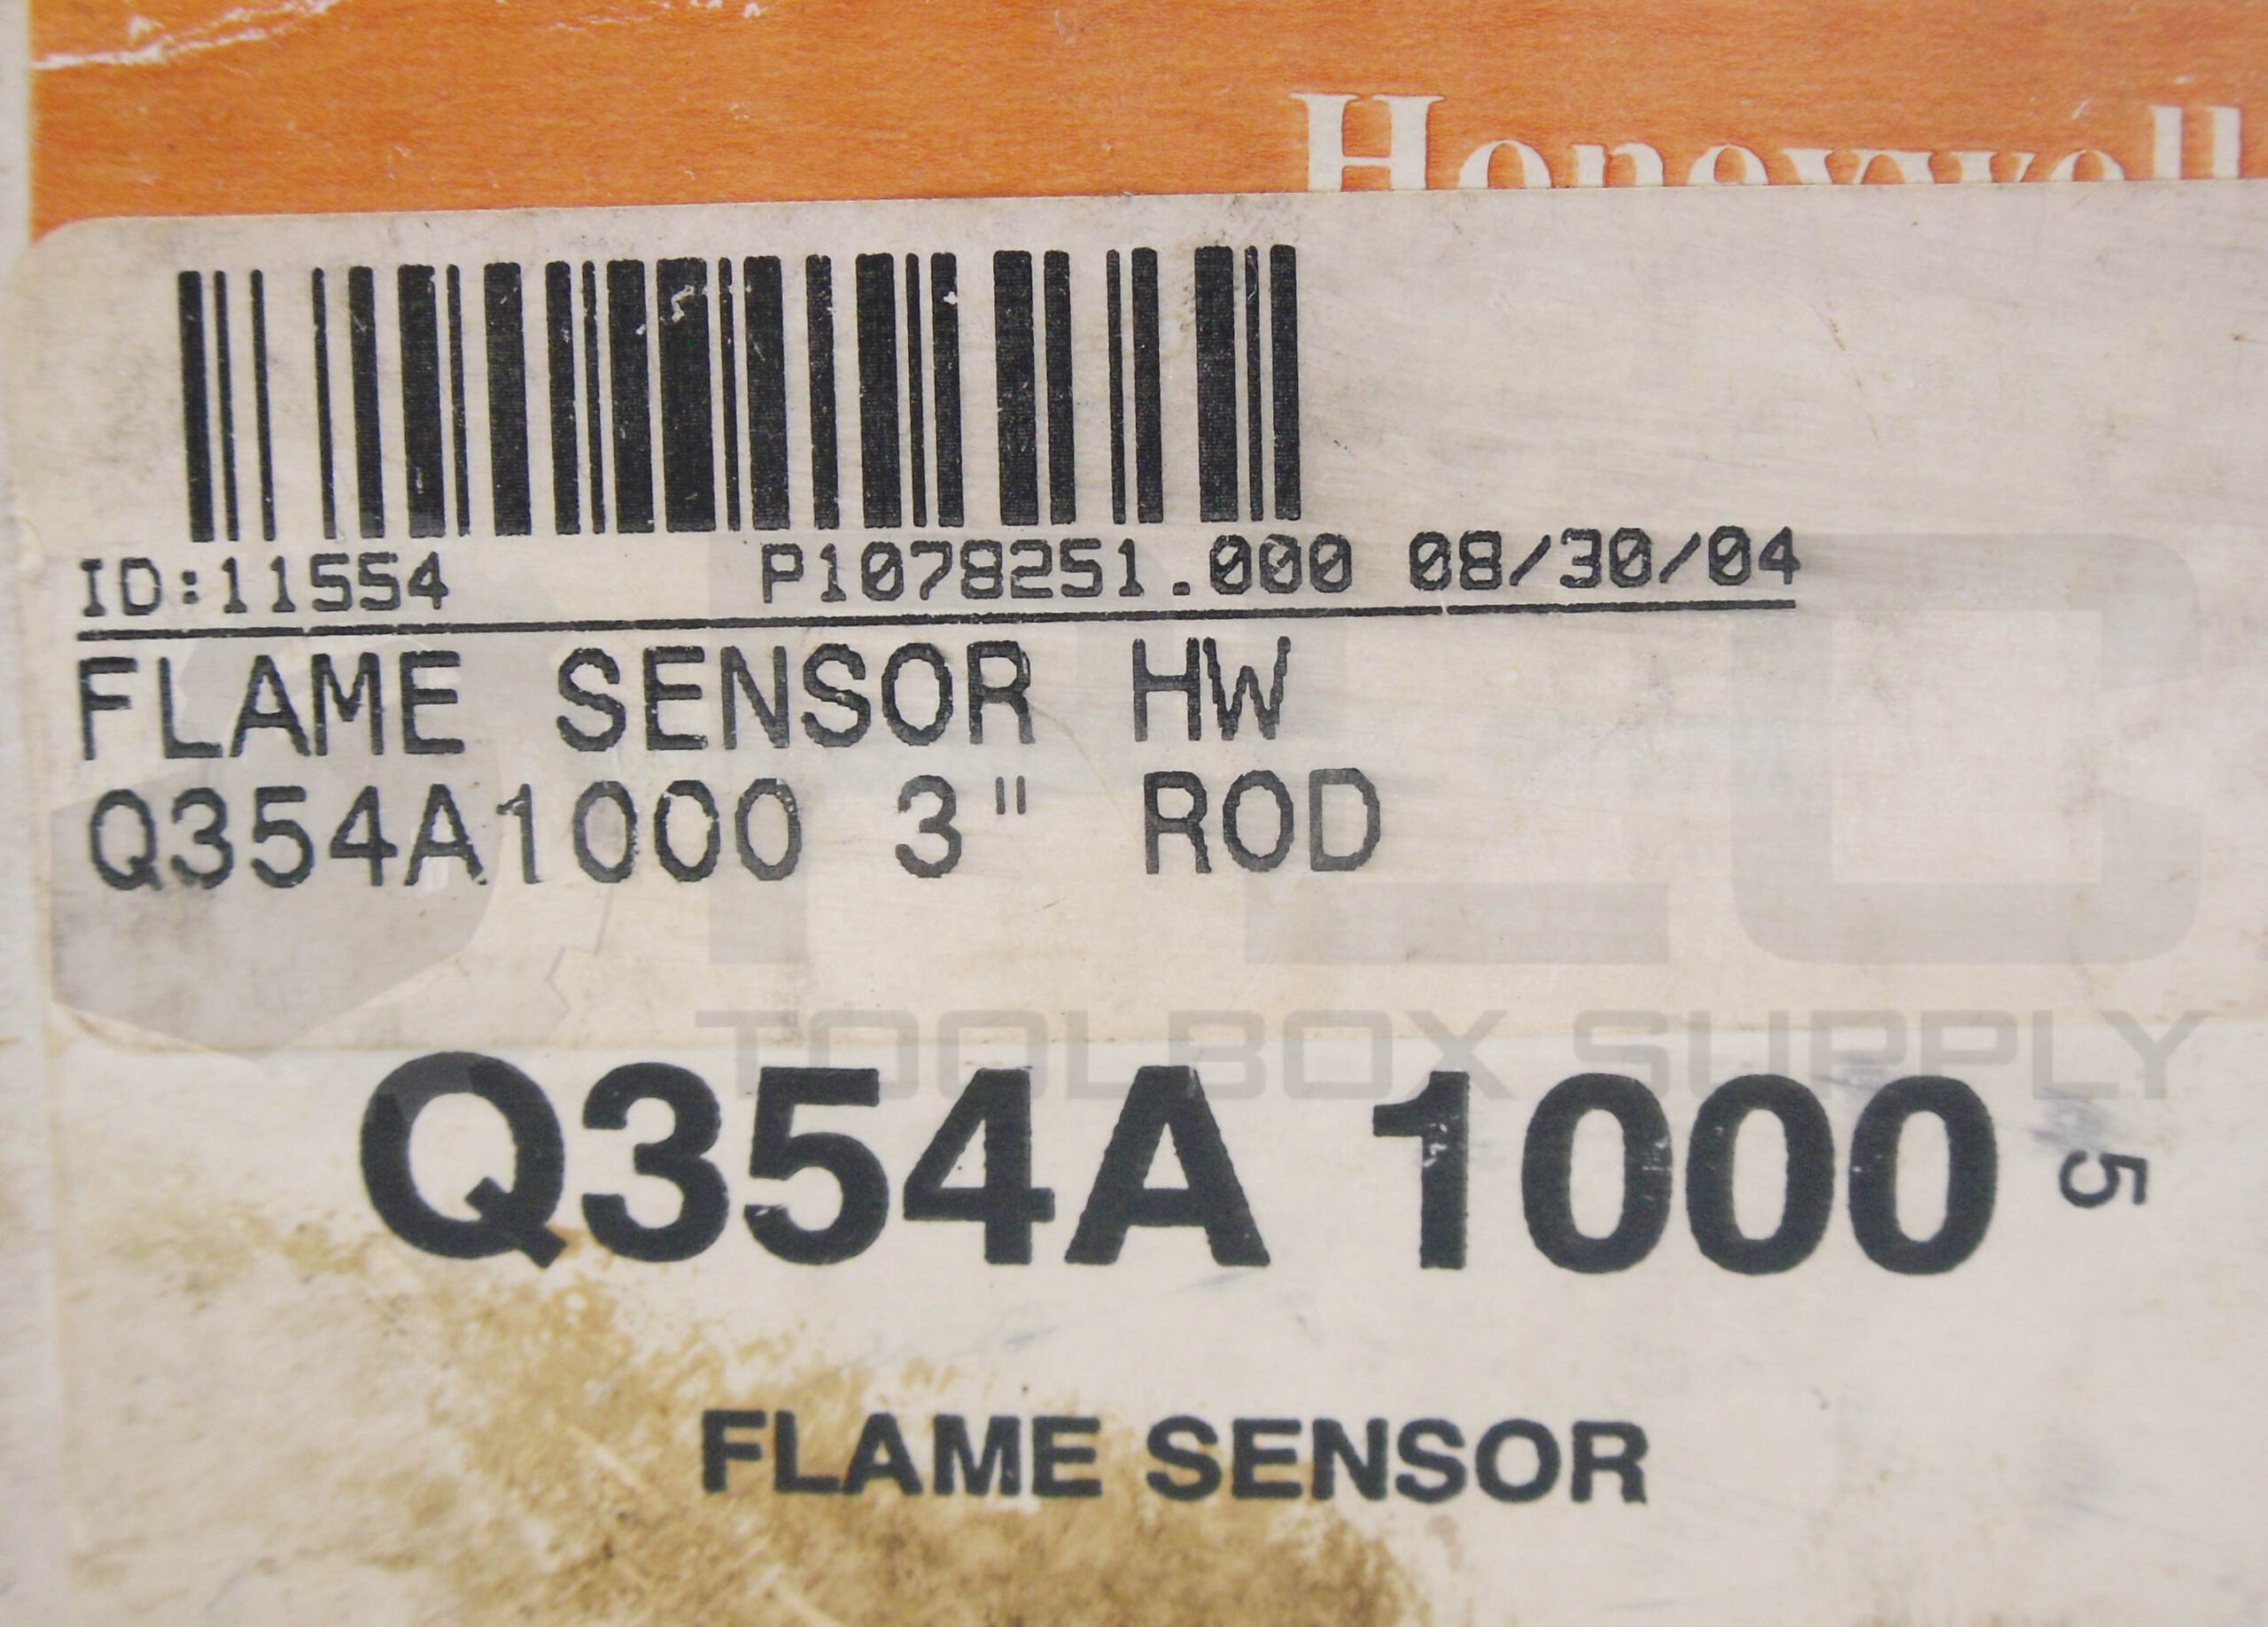 Honeywell
ID:11554 P1078251.000 08/30/04
FLAME SENSOR HW
Q354A1000 3" ROD
TOOLBOX SUPPLY
Q354A 1000 5
FLAME SENSOR